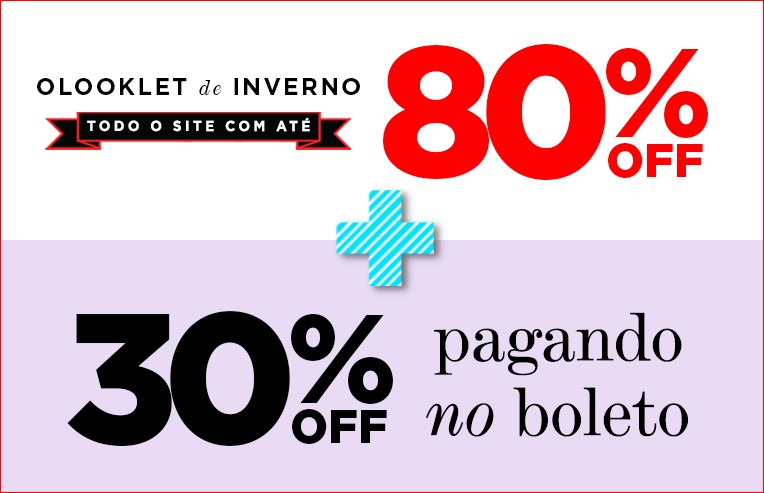 OLOOKLET de INVERNO
TODO O SITE COM ATÉ
80%
OFF
30%
OFF
pagando
no boleto